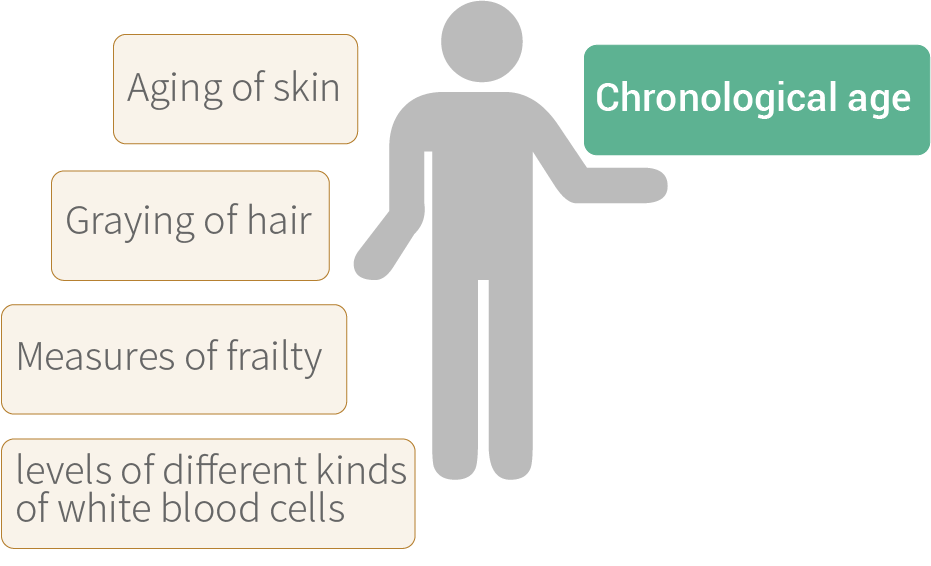 Aging of skin
Chronological age
Graying of hair
Measures of frailty
levels of different kinds
of white blood cells